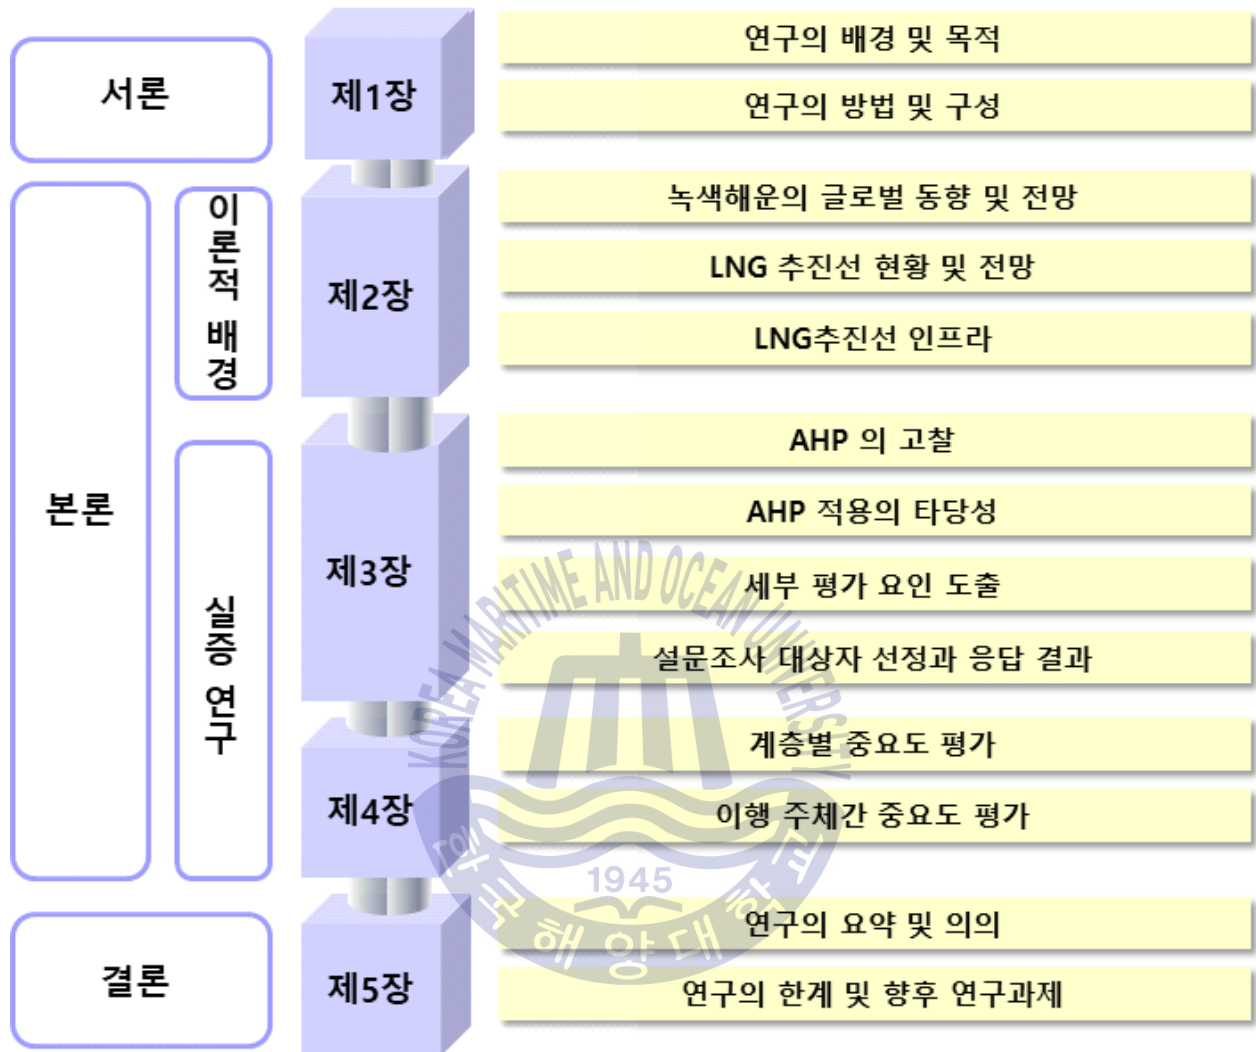 서론
제1장
연구의 배경 및 목적
연구의 방법 및 구성
본론
이론적 배경
제2장
녹색해운의 글로벌 동향 및 전망
LNG 추진선 현황 및 전망
LNG추진선 인프라
실증 연구
제3장
AHP 의 고찰
AHP 적용의 타당성
세부 평가 요인 도출
설문조사 대상자 선정과 응답 결과
제4장
계층별 중요도 평가
이행 주체간 중요도 평가
결론
제5장
연구의 요약 및 의의
연구의 한계 및 향후 연구과제
KOREA MARITIME AND OCEAN UNIVERSITY
1945
한국해양대학교